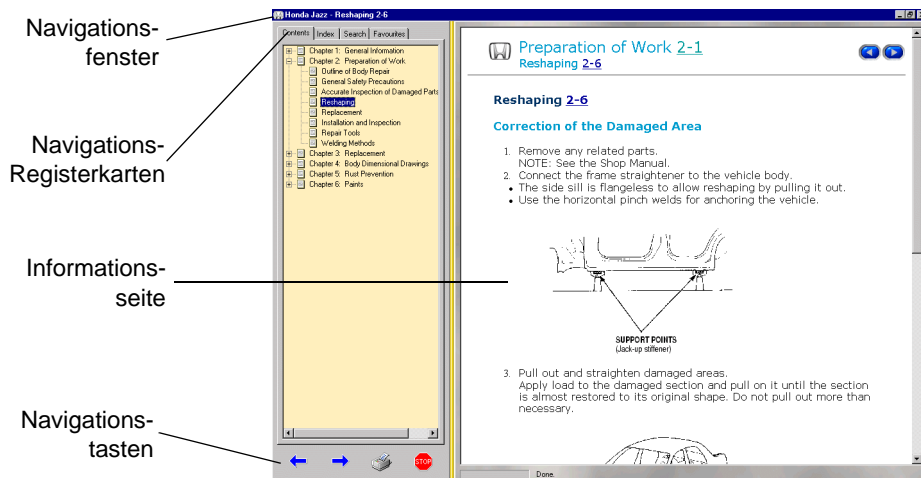 Navigations-
fenster
Navigations-
Registerkarten
Informations-
seite
Navigations-
tasten
Honda Jazz - Reshaping 2-6
Contents Index Search Favourites
Chapter 1: General Information
Chapter 2: Preparation of Work
Outline of Body Repair
General Safety Precautions
Accurate Inspection of Damaged Parts
Reshaping
Replacement
Installation and Inspection
Repair Tools
Welding Methods
Chapter 3: Replacement
Chapter 4: Body Dimensional Drawings
Chapter 5: Rust Prevention
Chapter 6: Paints
STOP
Preparation of Work 2-1
Reshaping 2-6
Reshaping 2-6
Correction of the Damaged Area
1. Remove any related parts.
NOTE: See the Shop Manual.
2. Connect the frame straightener to the vehicle body.
• The side sill is flangeless to allow reshaping by pulling it out.
• Use the horizontal pinch welds for anchoring the vehicle.
SUPPORT POINTS
(Jack-up stiffener)
3. Pull out and straighten damaged areas.
Apply load to the damaged section and pull on it until the section
is almost restored to its original shape. Do not pull out more than
necessary.
Done